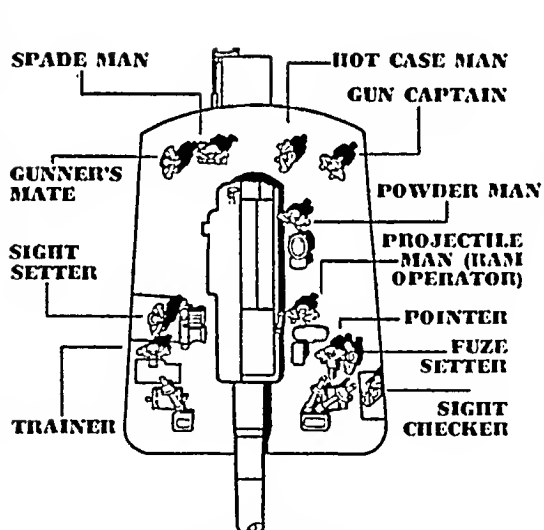 SPADE MAN
HOT CASE MAN
GUN CAPTAIN
GUNNER'S
MATE
POWDER MAN
PROJECTILE
MAN (RAM
OPERATOR)
SIGHT
SETTER
POINTER
FUZE
SETTER
SIGHT
CHECKER
TRAINER